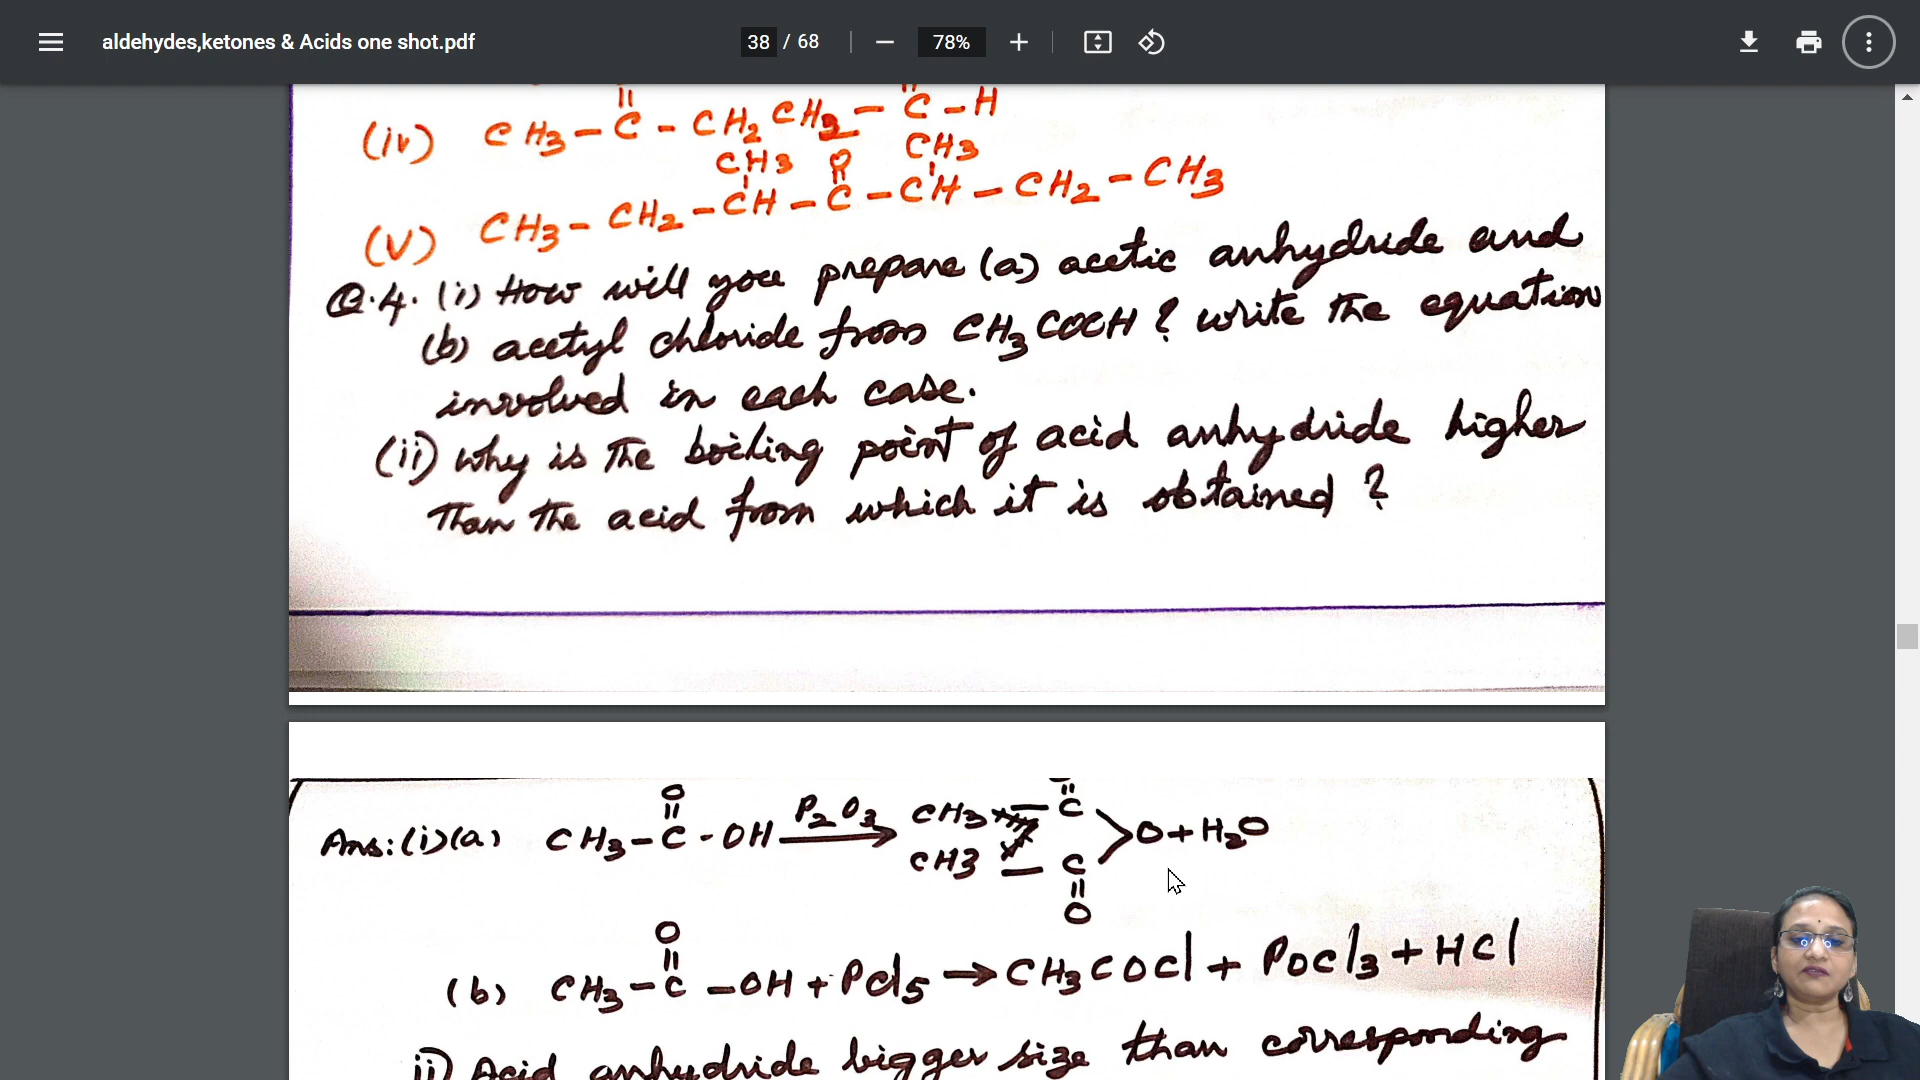 aldehydes,ketones & Acids one shot.pdf
38 / 68
78%
O
||
(iv) CH₃ – C – CH₂ CH₂ – C – H
CH3 O CH3
(V) CH₃ – CH₂ – CH – C – CH – CH₂ – CH₃
Q.4. (i) How will you prepare (a) acetic anhydride and
(b) acetyl chloride from CH₃COOH ? write the equation
involved in each case.
(ii) why is the boiling point of acid anhydride higher
than the acid from which it is obtained ?
O
||
Ans: (i) (a) CH₃ – C – OH P₂O₃ → CH3 – C
> O + H₂O
CH3 – C
||
O
O
||
(b) CH₃ – C – OH + PCl₅ → CH₃COCl + POCl₃ + HCl
ii) Acid anhydride bigger size than corresponding